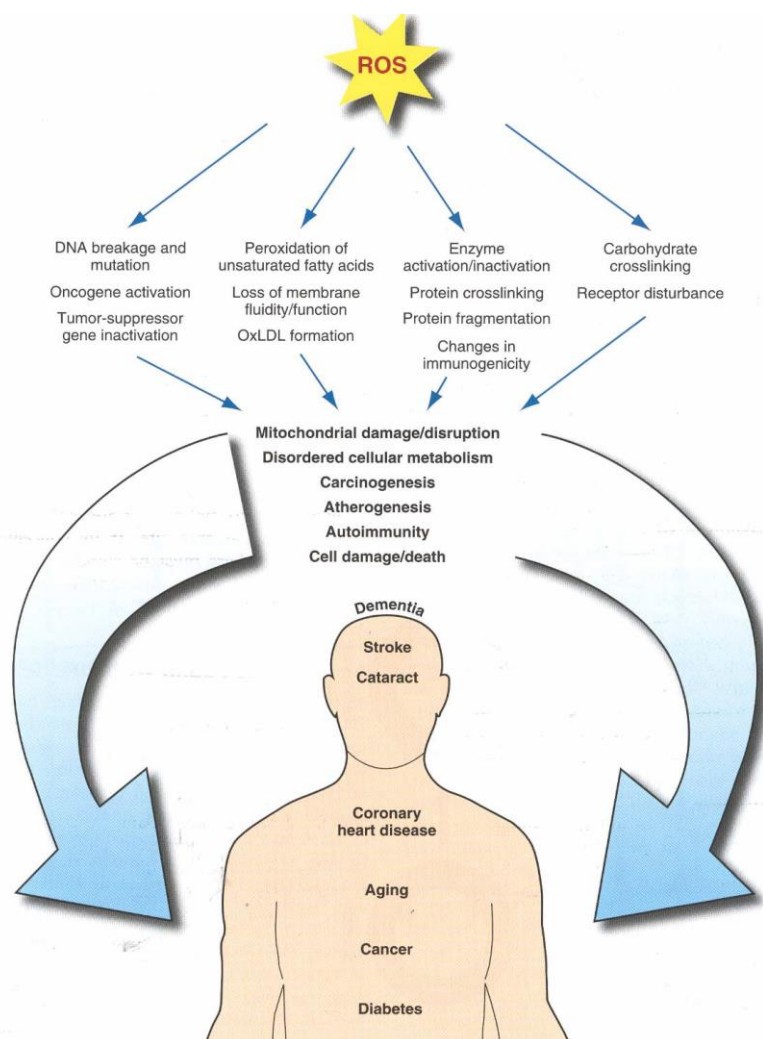 ROS
DNA breakage and
mutation
Oncogene activation
Tumor-suppressor
gene inactivation
Peroxidation of
unsaturated fatty acids
Loss of membrane
fluidity/function
OxLDL formation
Enzyme
activation/inactivation
Protein crosslinking
Protein fragmentation
Changes in
immunogenicity
Carbohydrate
crosslinking
Receptor disturbance
Mitochondrial damage/disruption
Disordered cellular metabolism
Carcinogenesis
Atherogenesis
Autoimmunity
Cell damage/death
Dementia
Stroke
Cataract
Coronary
heart disease
Aging
Cancer
Diabetes